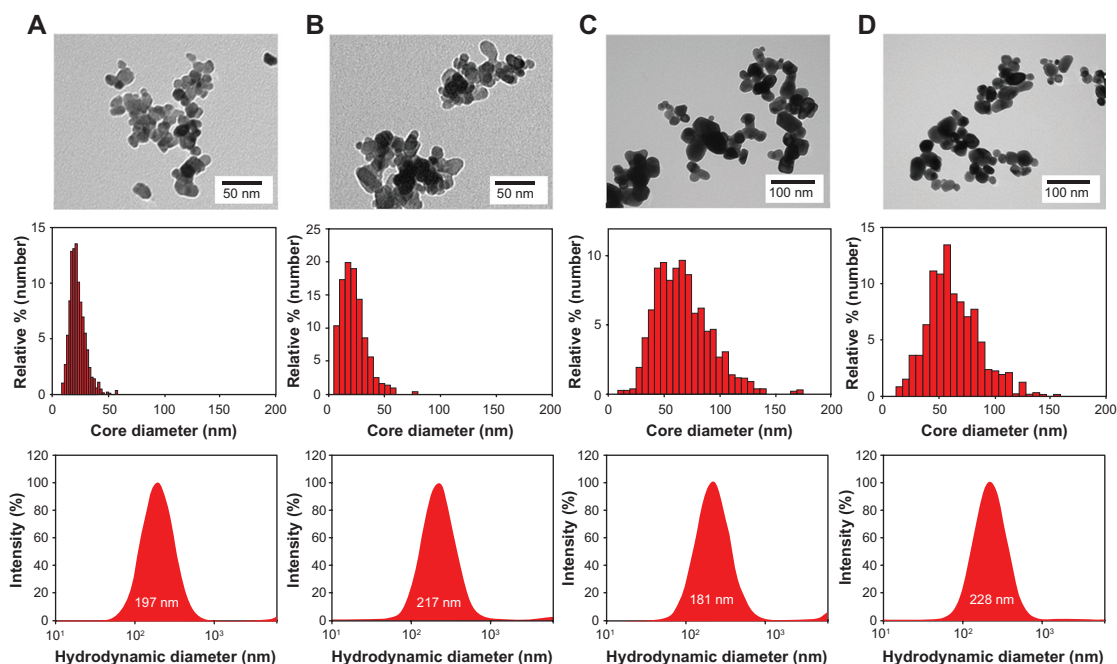 A
B
C
D
50 nm
50 nm
100 nm
100 nm
Relative % (number)
15
10
5
0
0 50 100 150 200
Core diameter (nm)
Relative % (number)
25
20
15
10
5
0
0 50 100 150 200
Core diameter (nm)
Relative % (number)
10
5
0
0 50 100 150 200
Core diameter (nm)
Relative % (number)
15
10
5
0
0 50 100 150 200
Core diameter (nm)
Intensity (%)
120
100
80
60
40
20
0
197 nm
10¹ 10² 10³
Hydrodynamic diameter (nm)
Intensity (%)
120
100
80
60
40
20
0
217 nm
10¹ 10² 10³
Hydrodynamic diameter (nm)
Intensity (%)
120
100
80
60
40
20
0
181 nm
10¹ 10² 10³
Hydrodynamic diameter (nm)
Intensity (%)
120
100
80
60
40
20
0
228 nm
10¹ 10² 10³
Hydrodynamic diameter (nm)